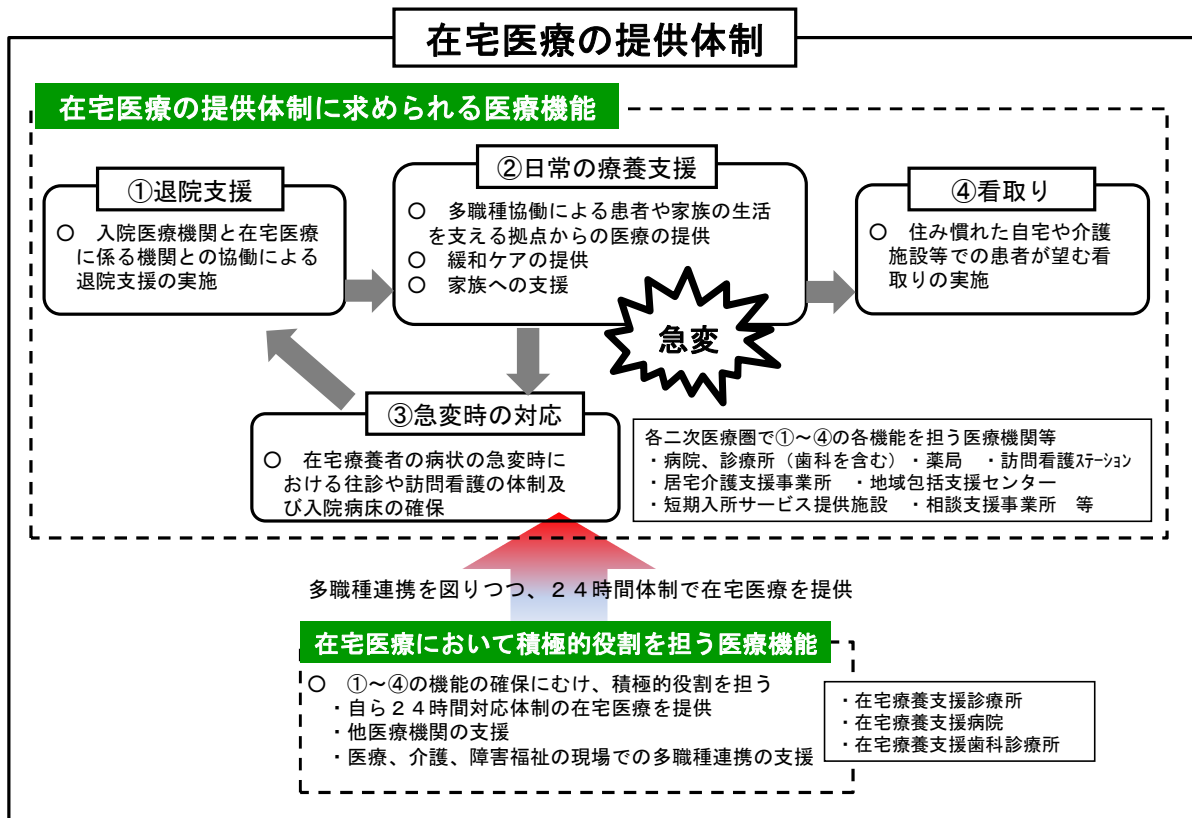 在宅医療の提供体制
在宅医療の提供体制に求められる医療機能
①退院支援
○　入院医療機関と在宅医療
に係る機関との協働による
退院支援の実施
②日常の療養支援
○　多職種協働による患者や家族の生活
を支える拠点からの医療の提供
○　緩和ケアの提供
○　家族への支援
急変
④看取り
○　住み慣れた自宅や介護
施設等での患者が望む看
取りの実施
③急変時の対応
○　在宅療養者の病状の急変時に
おける往診や訪問看護の体制及
び入院病床の確保
各二次医療圏で①～④の各機能を担う医療機関等
・病院、診療所（歯科を含む）・薬局　・訪問看護ｽﾃｰｼｮﾝ
・居宅介護支援事業所　・地域包括支援センター
・短期入所サービス提供施設　・相談支援事業所　等
多職種連携を図りつつ、２４時間体制で在宅医療を提供
在宅医療において積極的役割を担う医療機能
○　①～④の機能の確保にむけ、積極的役割を担う
・自ら２４時間対応体制の在宅医療を提供
・他医療機関の支援
・医療、介護、障害福祉の現場での多職種連携の支援
・在宅療養支援診療所
・在宅療養支援病院
・在宅療養支援歯科診療所